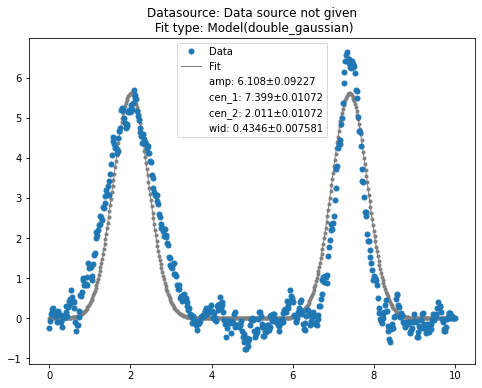 Datasource: Data source not given
Fit type: Model(double_gaussian)
Data
Fit
amp: 6.108±0.09227
cen_1: 7.399±0.01072
cen_2: 2.011±0.01072
wid: 0.4346±0.007581
6
5
4
3
2
1
0
−1
0 2 4 6 8 10